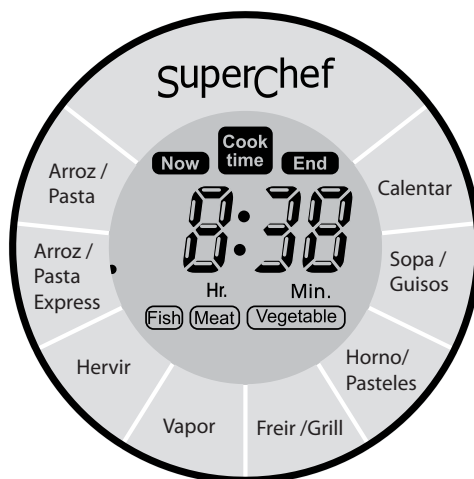 SuperChef
Now
Cook
time
End
8:38
Hr.
Min.
Fish
Meat
Vegetable
Arroz /
Pasta
Arroz /
Pasta
Express
Hervir
Vapor
Freir /Grill
Horno/
Pasteles
Sopa /
Guisos
Calentar